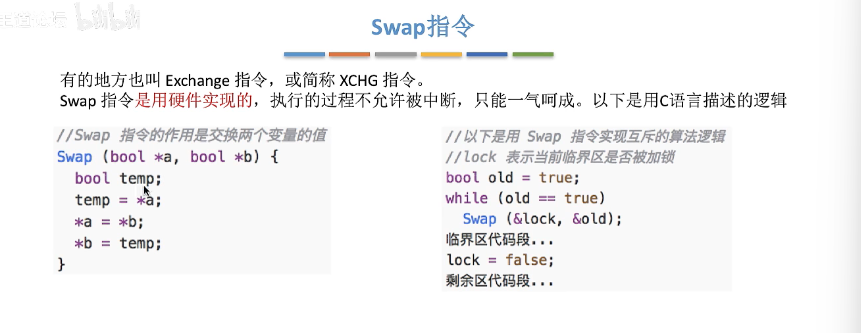 Swap指令
有的地方也叫 Exchange 指令，或简称 XCHG 指令。
Swap 指令是用硬件实现的，执行的过程不允许被中断，只能一气呵成。以下是用C语言描述的逻辑
//Swap 指令的作用是交换两个变量的值
Swap (bool *a, bool *b) {
bool temp;
temp = *a;
*a = *b;
*b = temp;
}
//以下是用 Swap 指令实现互斥的算法逻辑
//lock 表示当前临界区是否被加锁
bool old = true;
while (old == true)
Swap (&lock, &old);
临界区代码段...
lock = false;
剩余区代码段...